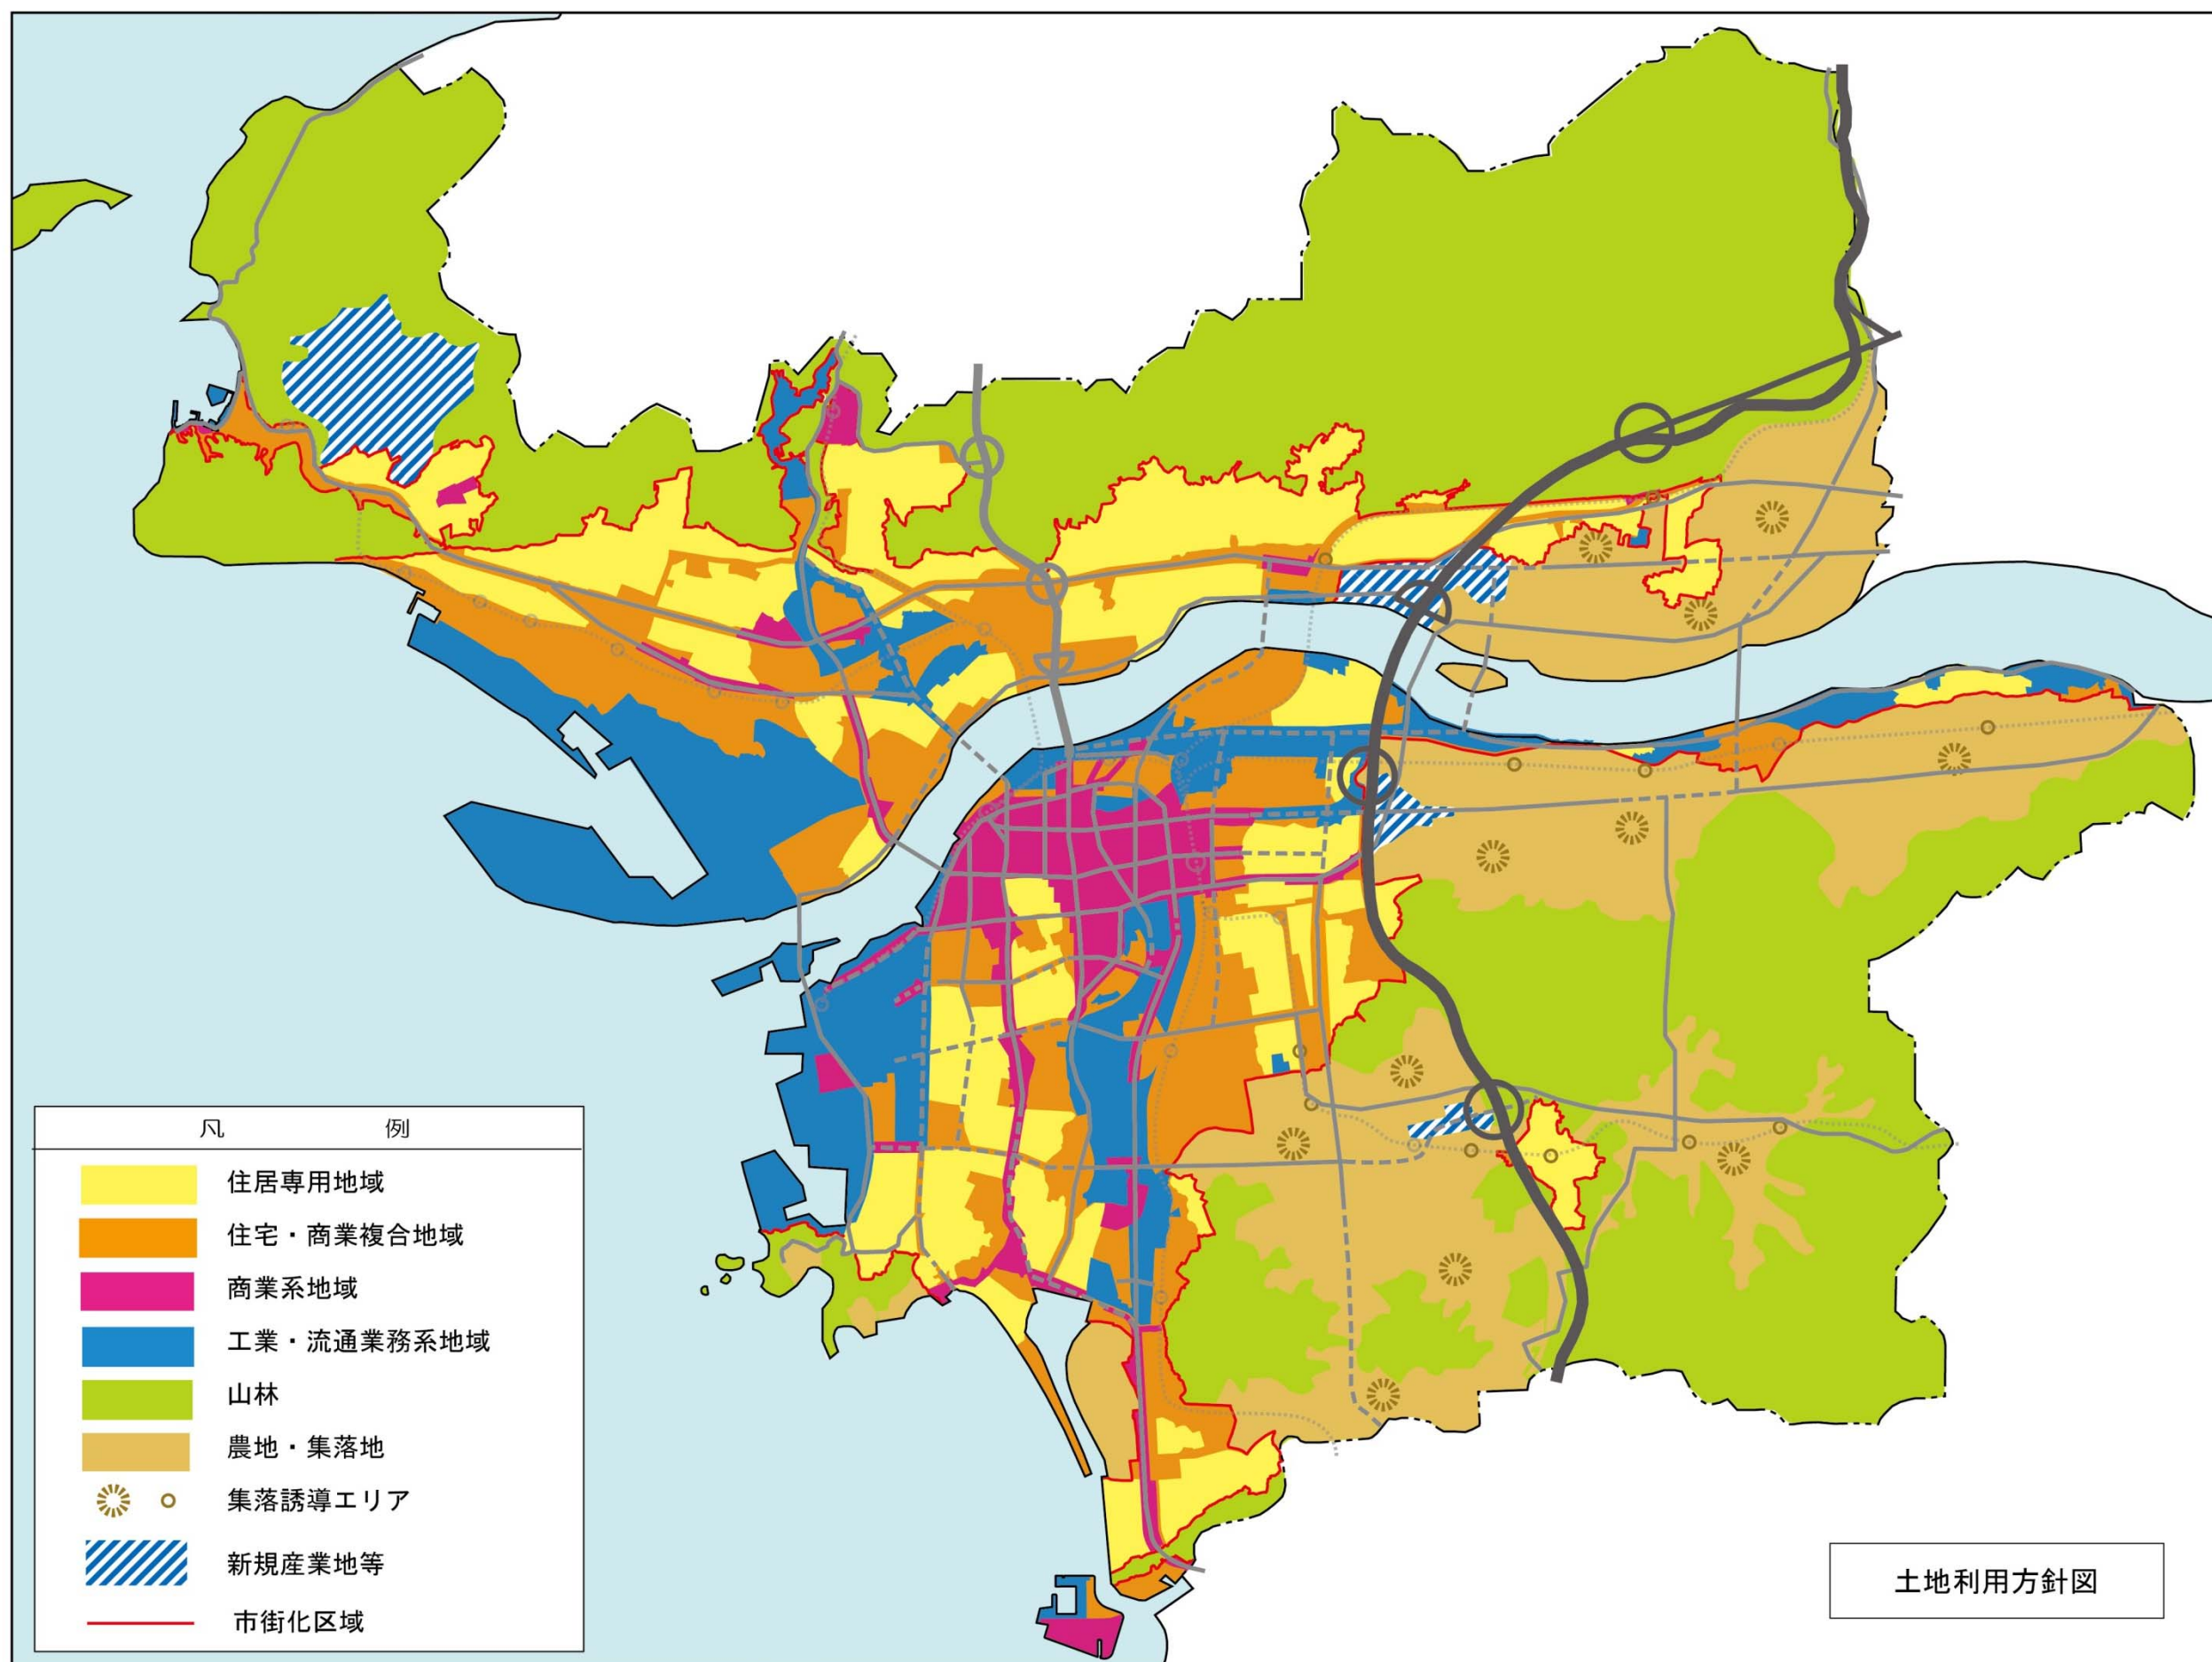 凡 例
住居専用地域
住宅・商業複合地域
商業系地域
工業・流通業務系地域
山林
農地・集落地
集落誘導エリア
新規産業地等
市街化区域
土地利用方針図